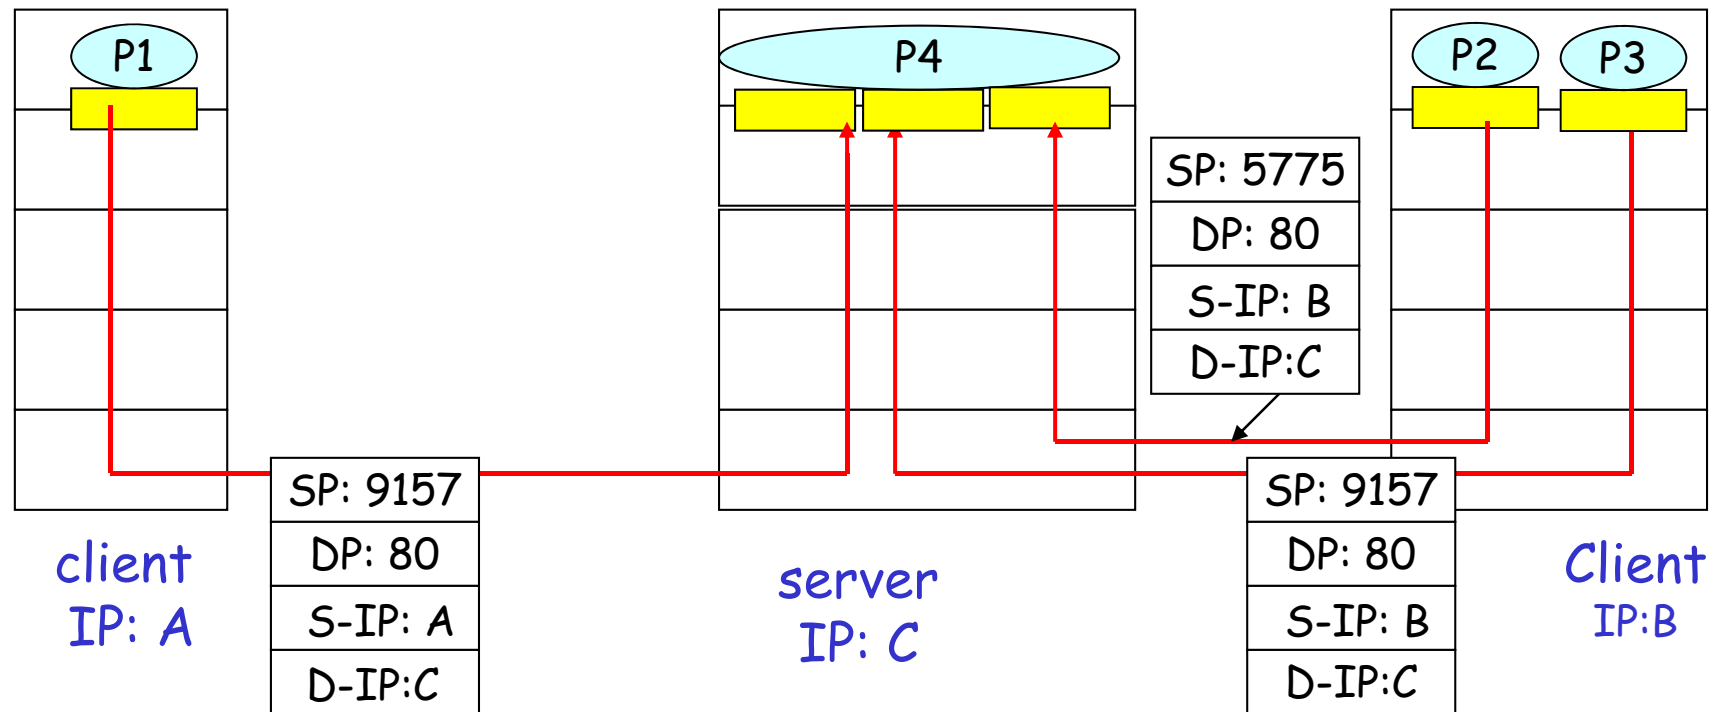 P1
P4
P2
P3
SP: 5775
DP: 80
S-IP: B
D-IP:C
SP: 9157
DP: 80
S-IP: A
D-IP:C
SP: 9157
DP: 80
S-IP: B
D-IP:C
client
IP: A
server
IP: C
Client
IP:B